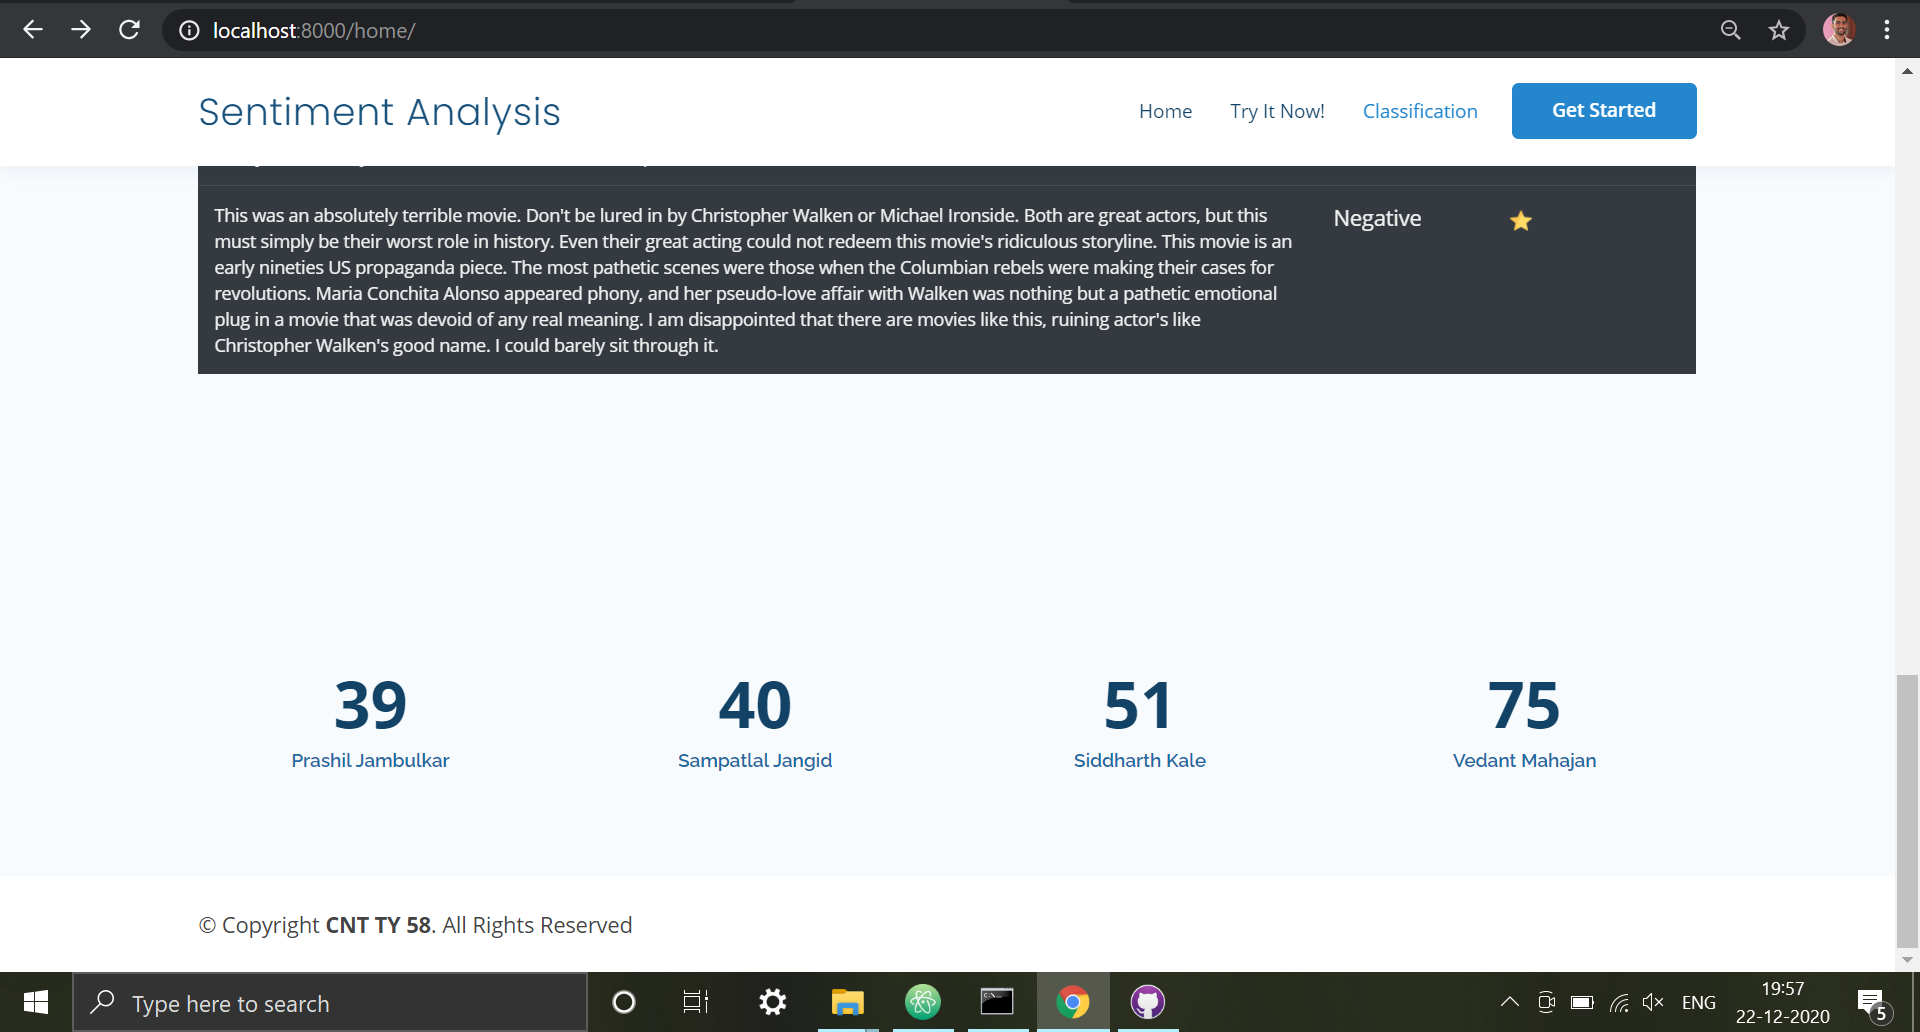 localhost:8000/home/
Sentiment Analysis
Home
Try It Now!
Classification
Get Started
This was an absolutely terrible movie. Don't be lured in by Christopher Walken or Michael Ironside. Both are great actors, but this
must simply be their worst role in history. Even their great acting could not redeem this movie's ridiculous storyline. This movie is an
early nineties US propaganda piece. The most pathetic scenes were those when the Columbian rebels were making their cases for
revolutions. Maria Conchita Alonso appeared phony, and her pseudo-love affair with Walken was nothing but a pathetic emotional
plug in a movie that was devoid of any real meaning. I am disappointed that there are movies like this, ruining actor's like
Christopher Walken's good name. I could barely sit through it.
Negative
39
Prashil Jambulkar
40
Sampatlal Jangid
51
Siddharth Kale
75
Vedant Mahajan
© Copyright CNT TY 58. All Rights Reserved
Type here to search
ENG
19:57
22-12-2020
5